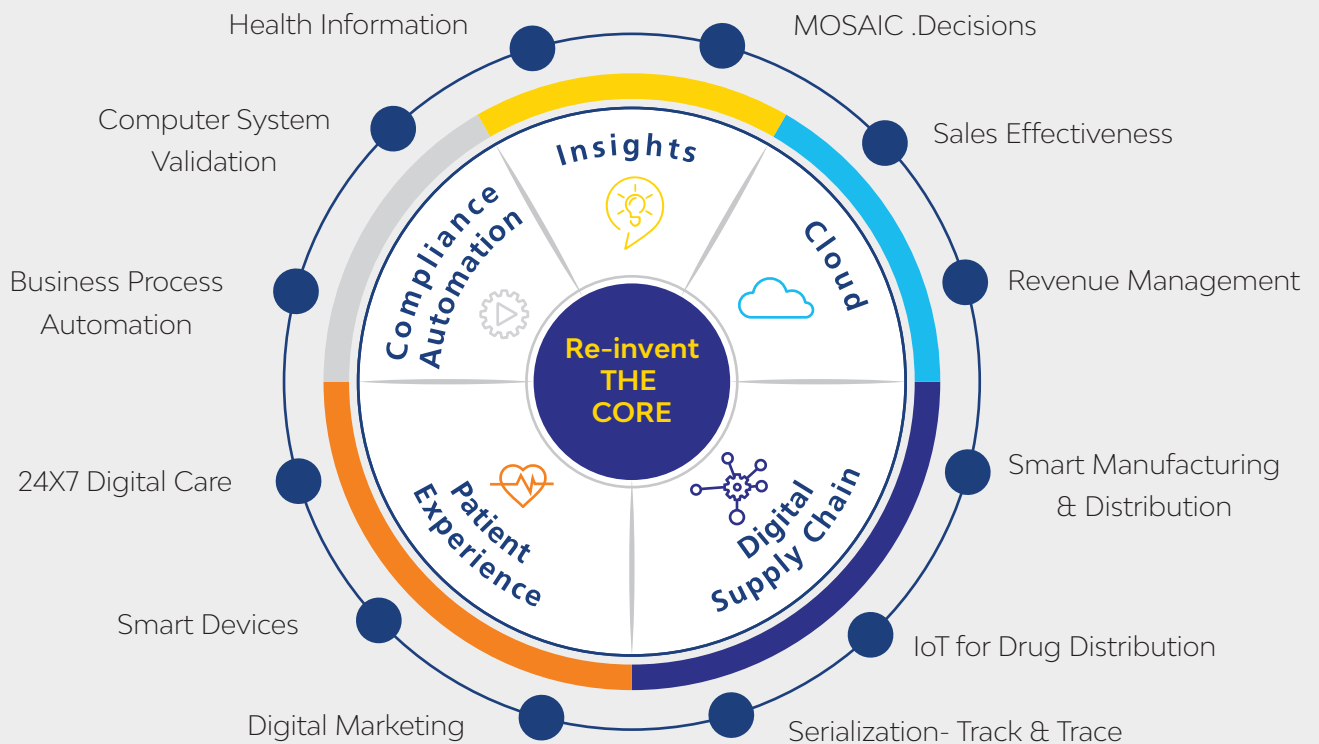 Health Information
MOSAIC .Decisions
Computer System
Validation
Sales Effectiveness
Business Process
Automation
Revenue Management
24X7 Digital Care
Smart Manufacturing
& Distribution
Smart Devices
IoT for Drug Distribution
Digital Marketing
Serialization- Track & Trace
Insights
Cloud
Compliance
Automation
Re-invent
THE
CORE
Patient
Experience
Digital
Supply Chain